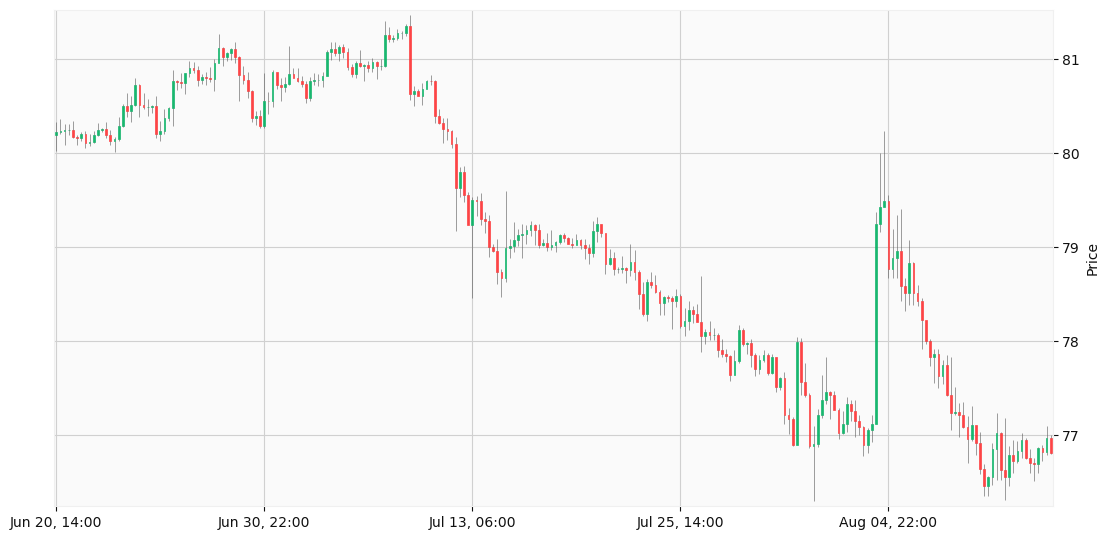 81
80
79
78
77
Price
Jun 20, 14:00
Jun 30, 22:00
Jul 13, 06:00
Jul 25, 14:00
Aug 04, 22:00